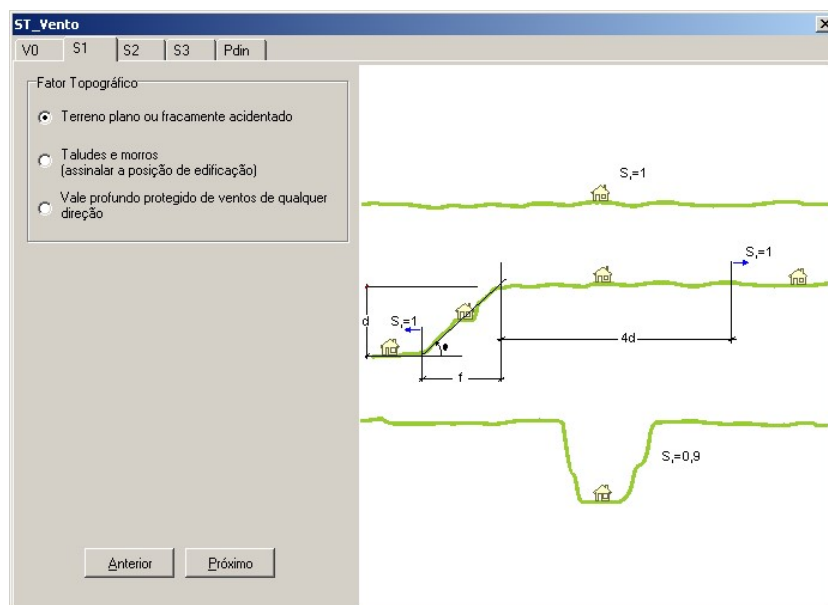 ST_Vento
V0
S1
S2
S3
Pdin
Fator Topográfico
Terreno plano ou fracamente acidentado
Taludes e morros
(assinalar a posição de edificação)
Vale profundo protegido de ventos de qualquer
direção
Anterior
Próximo
S₁=1
S₁=1
d
S₁=1
θ
4d
f
S₁=0,9